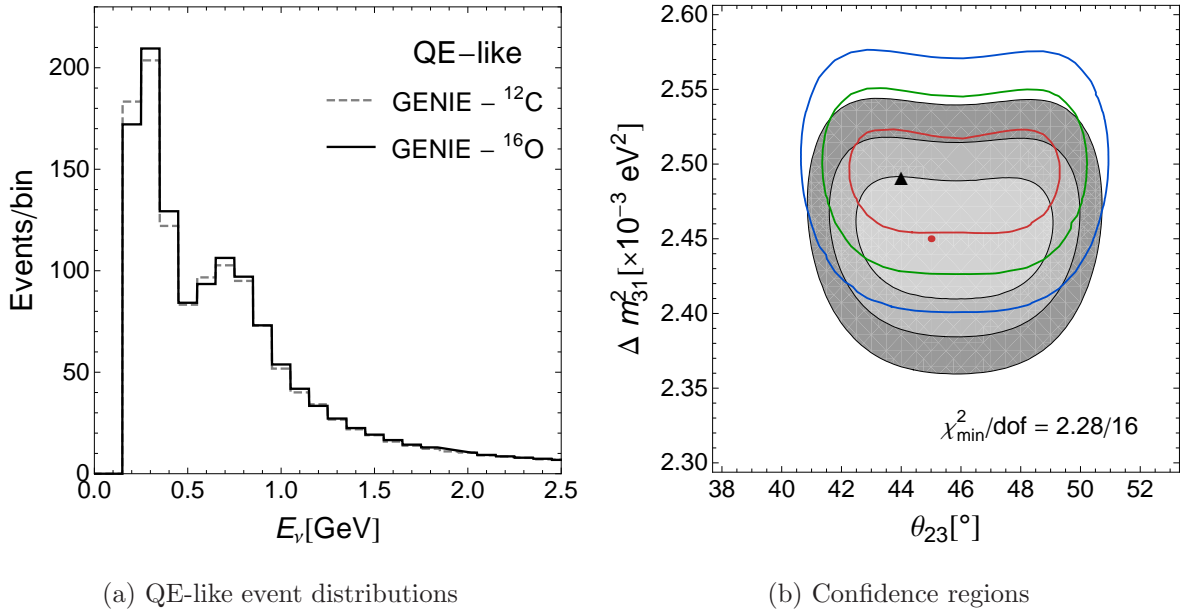 QE−like
GENIE − ¹²C
GENIE − ¹⁶O
Events/bin
200
150
100
50
0
0.0 0.5 1.0 1.5 2.0 2.5
E_ν[GeV]
(a) QE-like event distributions
Δ m²₃₁[×10⁻³ eV²]
2.60
2.55
2.50
2.45
2.40
2.35
2.30
χ²_min/dof = 2.28/16
38 40 42 44 46 48 50 52
θ₂₃[°]
(b) Confidence regions